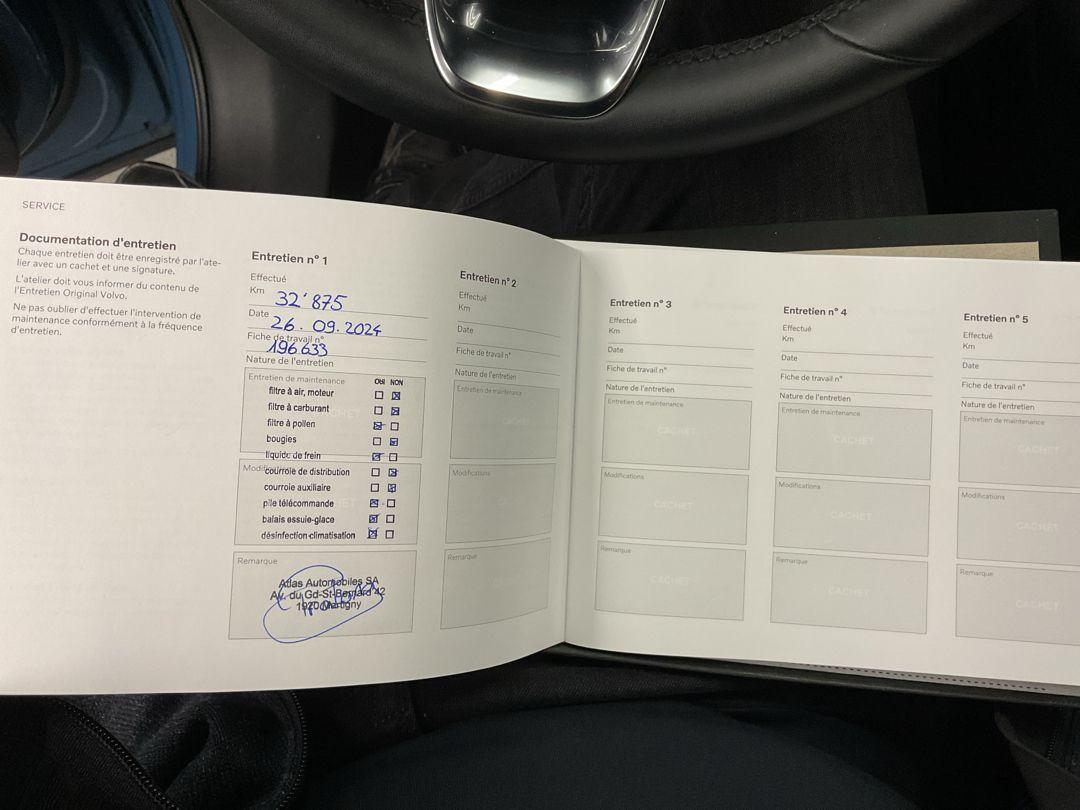 SERVICE
Documentation d'entretien
Chaque entretien doit être enregistré par l'ate-
lier avec un cachet et une signature.
L'atelier doit vous informer du contenu de
l'Entretien Original Volvo.
Ne pas oublier d'effectuer l'intervention de
maintenance conformément à la fréquence
d'entretien.
Entretien n° 1
Effectué
Km 32'875
Date 26.09.2024
Fiche de travail n°
196633
Nature de l'entretien
Entretien de maintenance OUI NON
filtre à air, moteur
filtre à carburant
CACHET
filtre à pollen
bougies
liquide de frein
Modifications
courroie de distribution
courroie auxiliaire
pile télécommande
balais essuie-glace
désinfection climatisation
Remarque
Atlas Automobiles SA
Av. du Gd-St-Bernard 42
1920 Martigny
Entretien n° 2
Effectué
Km
Date
Fiche de travail n°
Nature de l'entretien
Entretien de maintenance
CACHET
Modifications
CACHET
Remarque
CACHET
Entretien n° 3
Effectué
Km
Date
Fiche de travail n°
Nature de l'entretien
Entretien de maintenance
CACHET
Modifications
CACHET
Remarque
CACHET
Entretien n° 4
Effectué
Km
Date
Fiche de travail n°
Nature de l'entretien
Entretien de maintenance
CACHET
Modifications
CACHET
Remarque
CACHET
Entretien n° 5
Effectué
Km
Date
Fiche de travail n°
Nature de l'entretien
Entretien de maintenance
CACHET
Modifications
CACHET
Remarque
CACHET